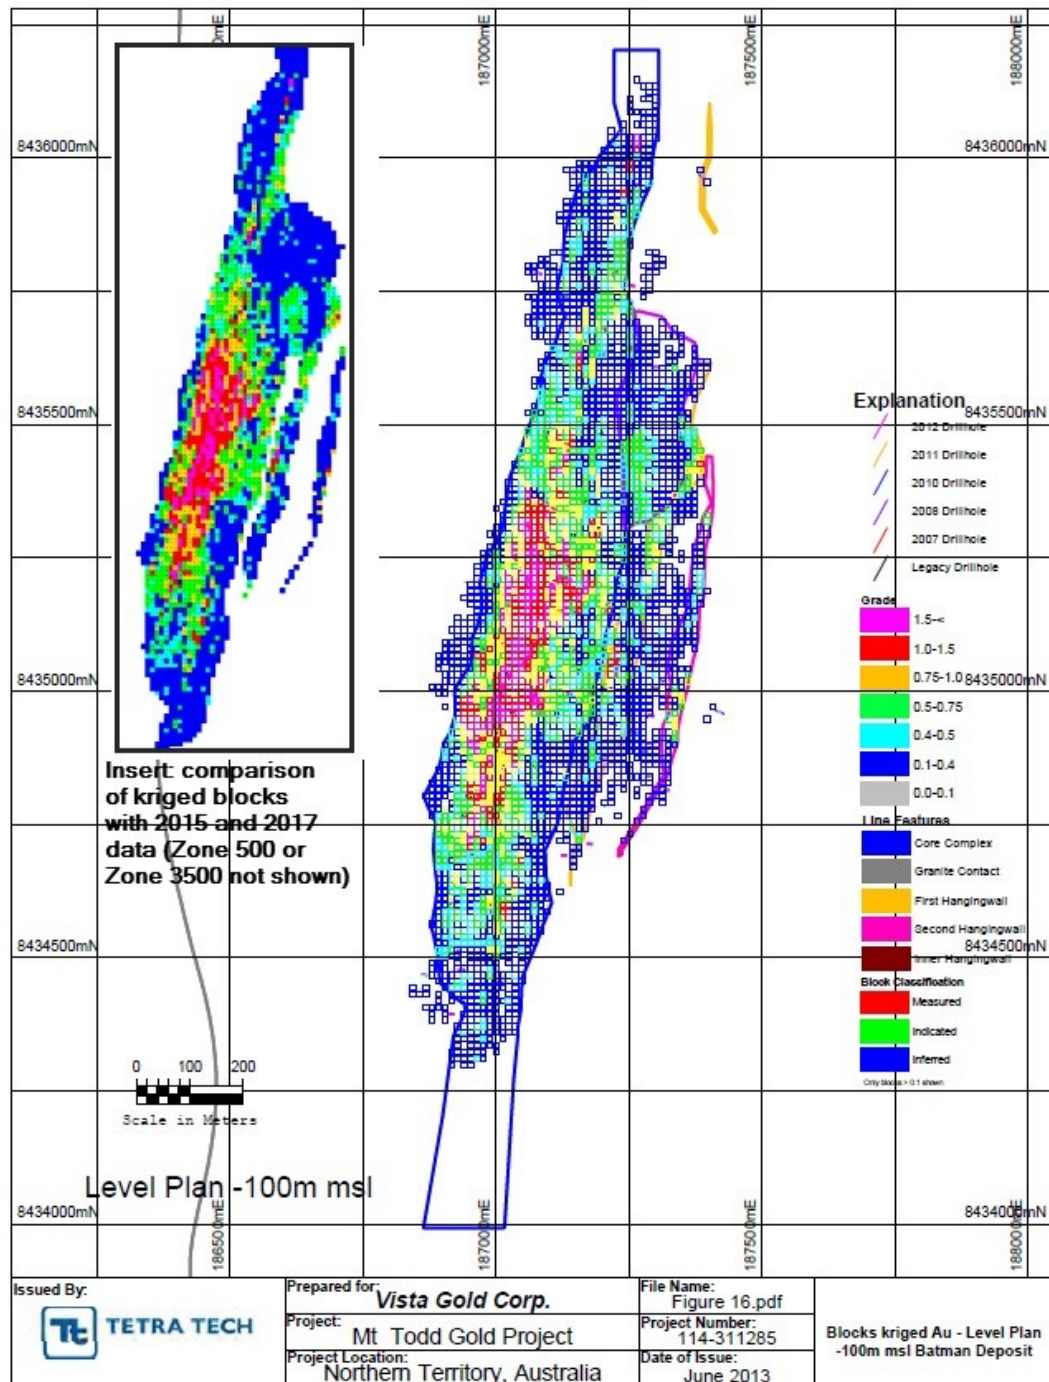 187000mE
187500mE
188000mE
8436000mN
8436000mN
8435500mN
Explanation
8435500mN
2012 Drillhole
2011 Drillhole
2010 Drillhole
2008 Drillhole
2007 Drillhole
Legacy Drillhole
Grade
1.5-<
1.0-1.5
0.75-1.0
0.5-0.75
0.4-0.5
0.1-0.4
0.0-0.1
8435000mN
8435000mN
Line Features
Core Complex
Granite Contact
First Hangingwall
Second Hangingwall
Inner Hangingwall
Block Classification
Measured
Indicated
Inferred
Only blocks > 0.1 shown
Insert: comparison
of kriged blocks
with 2015 and 2017
data (Zone 500 or
Zone 3500 not shown)
8434500mN
8434500mN
0 100 200
Scale in Meters
Level Plan -100m msl
8434000mN
8434000mN
186500mE
187000mE
187500mE
188000mE
Issued By:
TETRA TECH
Prepared for:
Vista Gold Corp.
Project:
Mt Todd Gold Project
Project Location:
Northern Territory, Australia
File Name:
Figure 16.pdf
Project Number:
114-311285
Date of Issue:
June 2013
Blocks kriged Au - Level Plan
-100m msl Batman Deposit